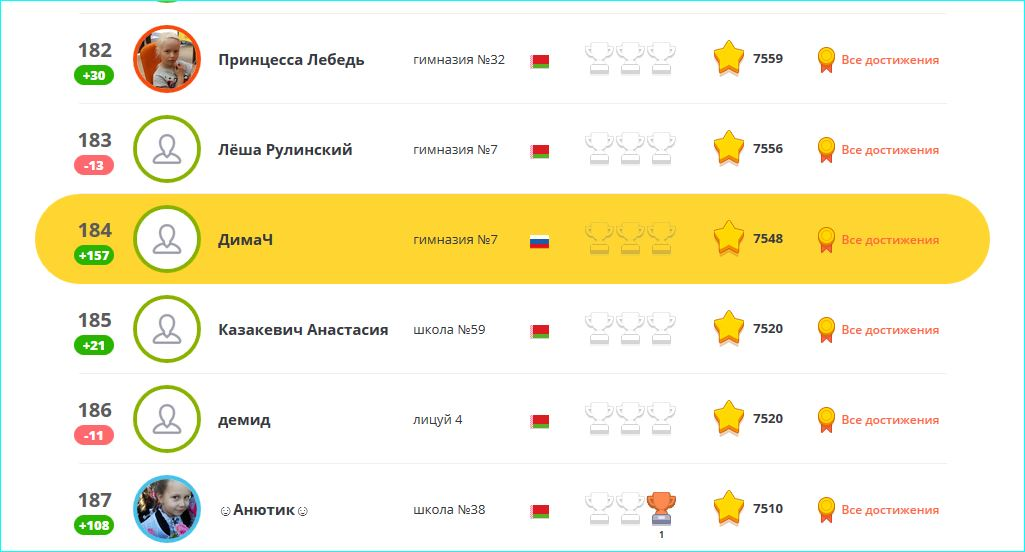 182 Принцесса Лебедь гимназия №32 7559 Все достижения
+30
183 Лёша Рулинский гимназия №7 7556 Все достижения
-13
184 ДимаЧ гимназия №7 7548 Все достижения
+157
185 Казакевич Анастасия школа №59 7520 Все достижения
+21
186 демид лицуй 4 7520 Все достижения
-11
187 ☺Анютик☺ школа №38 7510 Все достижения
+108 1